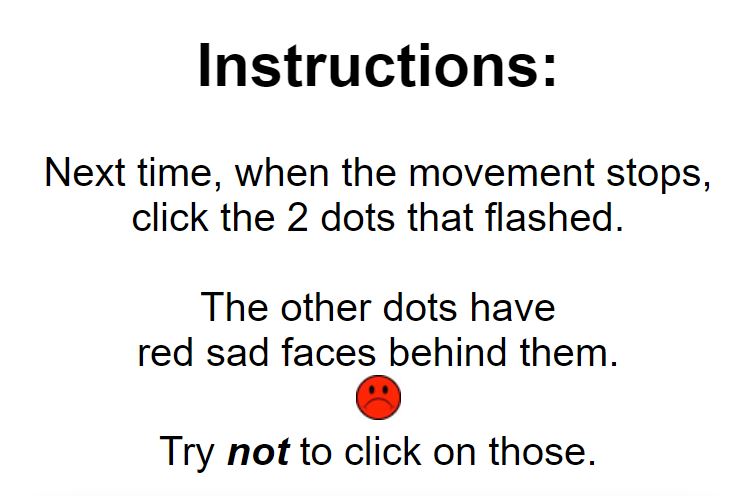 Instructions:
Next time, when the movement stops,
click the 2 dots that flashed.
The other dots have
red sad faces behind them.
Try not to click on those.